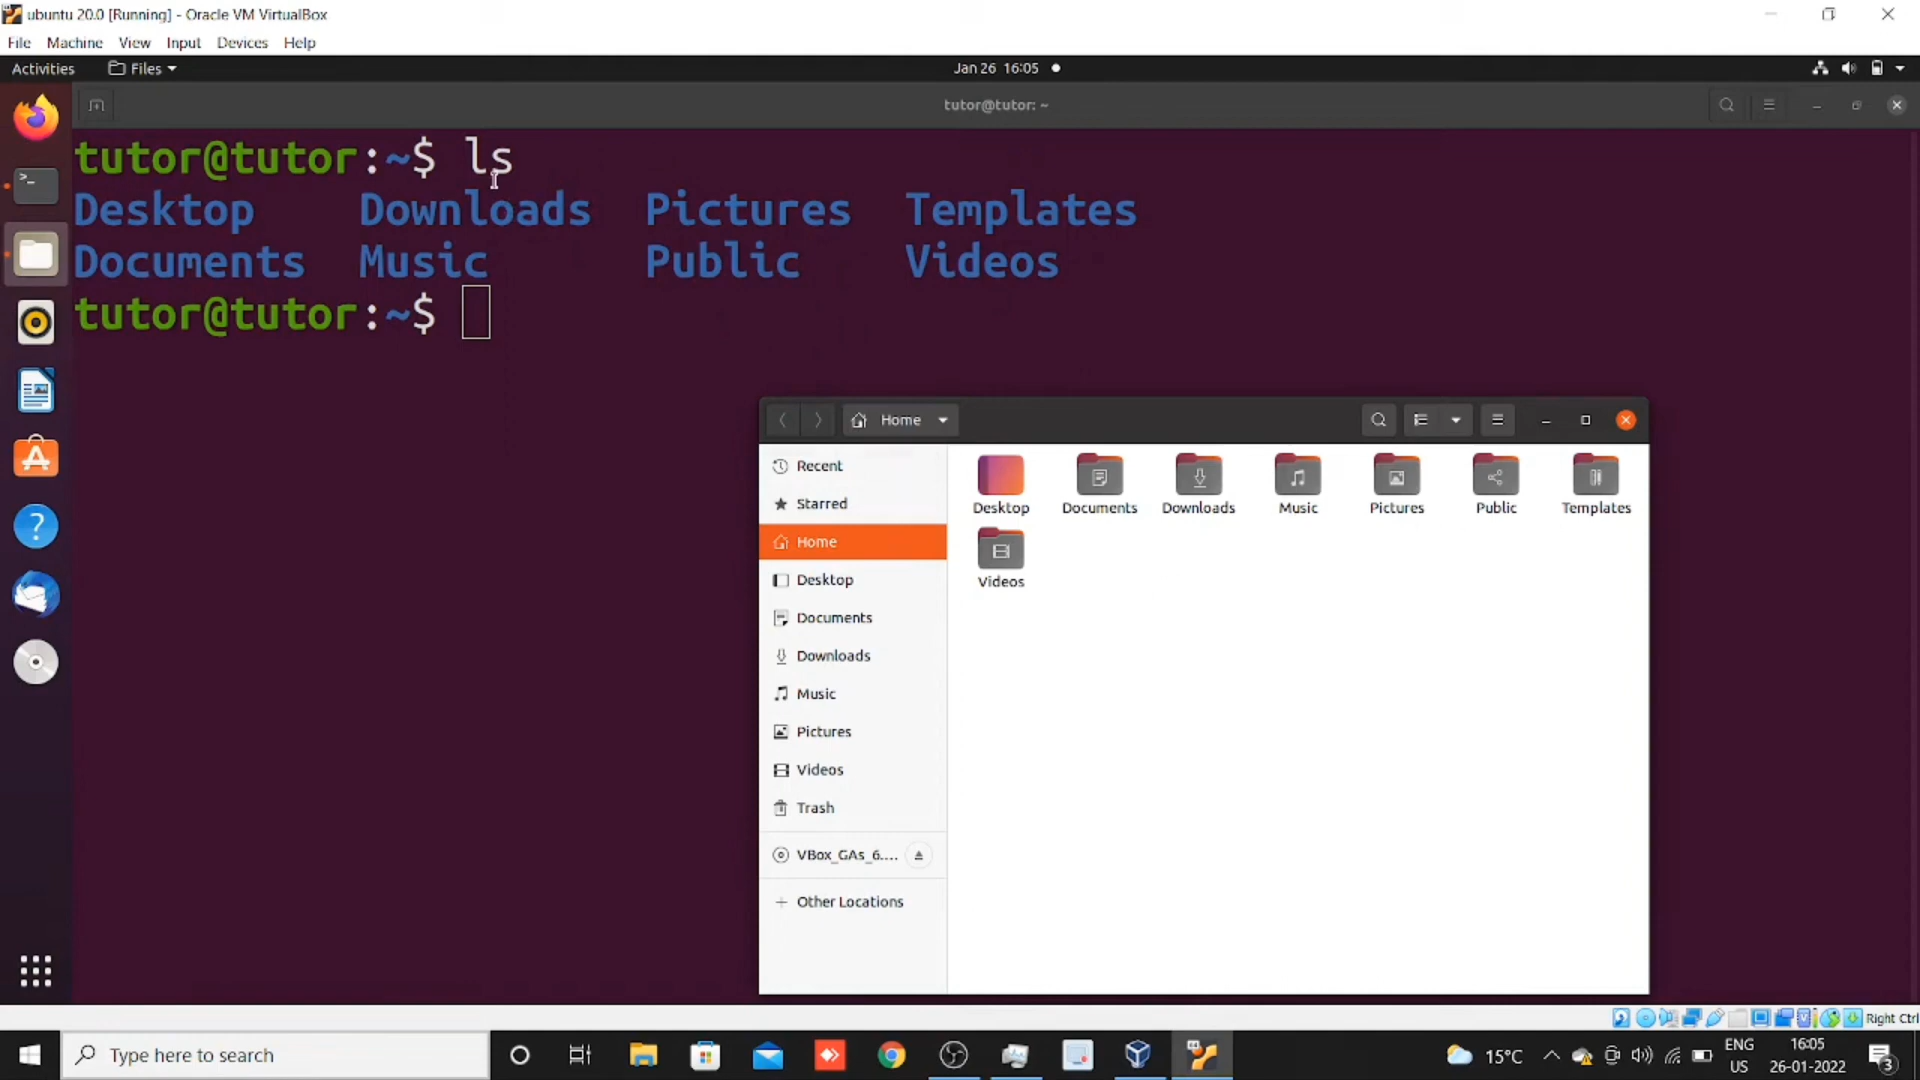 ubuntu 20.0 [Running] - Oracle VM VirtualBox
File Machine View Input Devices Help
Activities Files Jan 26 16:05
tutor@tutor: ~
tutor@tutor:~$ ls
Desktop Downloads Pictures Templates
Documents Music Public Videos
tutor@tutor:~$
Home
Recent
Starred
Home
Desktop
Documents
Downloads
Music
Pictures
Videos
Trash
VBox_GAs_6....
Other Locations
Desktop Documents Downloads Music Pictures Public Templates
Videos
Right Ctrl
Type here to search
15°C
ENG
US
16:05
26-01-2022
3